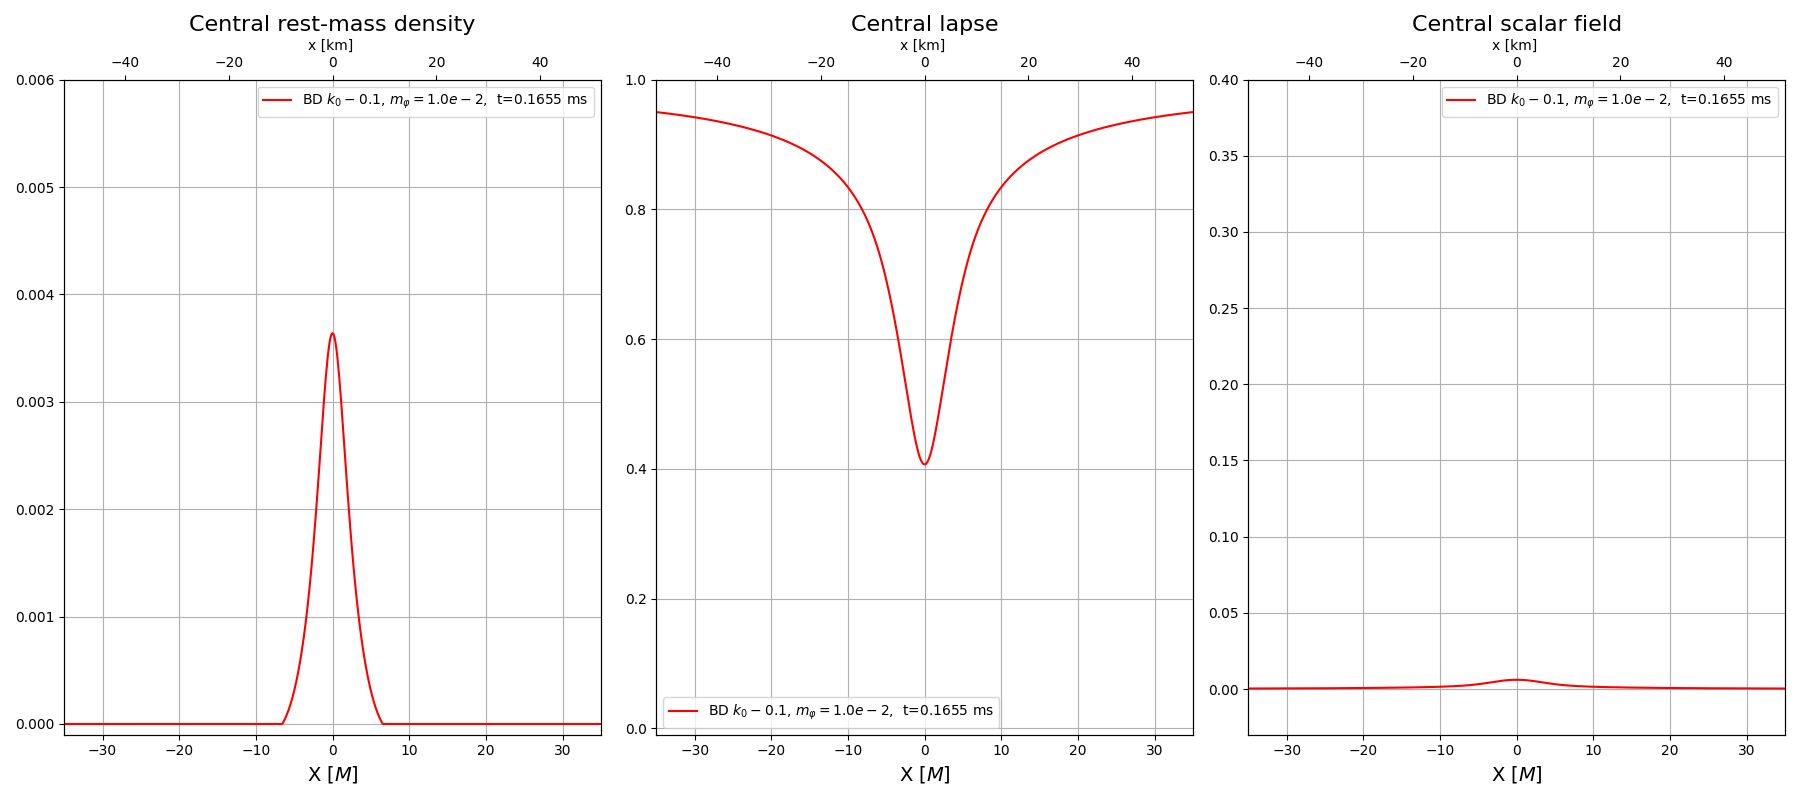 Central rest-mass density
x [km]
−40 −20 0 20 40
0.006
0.005
0.004
0.003
0.002
0.001
0.000
BD k₀ − 0.1, mᵩ = 1.0e − 2,  t=0.1655 ms
−30 −20 −10 0 10 20 30
X [M]
Central lapse
x [km]
−40 −20 0 20 40
1.0
0.8
0.6
0.4
0.2
0.0
BD k₀ − 0.1, mᵩ = 1.0e − 2,  t=0.1655 ms
−30 −20 −10 0 10 20 30
X [M]
Central scalar field
x [km]
−40 −20 0 20 40
0.40
0.35
0.30
0.25
0.20
0.15
0.10
0.05
0.00
BD k₀ − 0.1, mᵩ = 1.0e − 2,  t=0.1655 ms
−30 −20 −10 0 10 20 30
X [M]